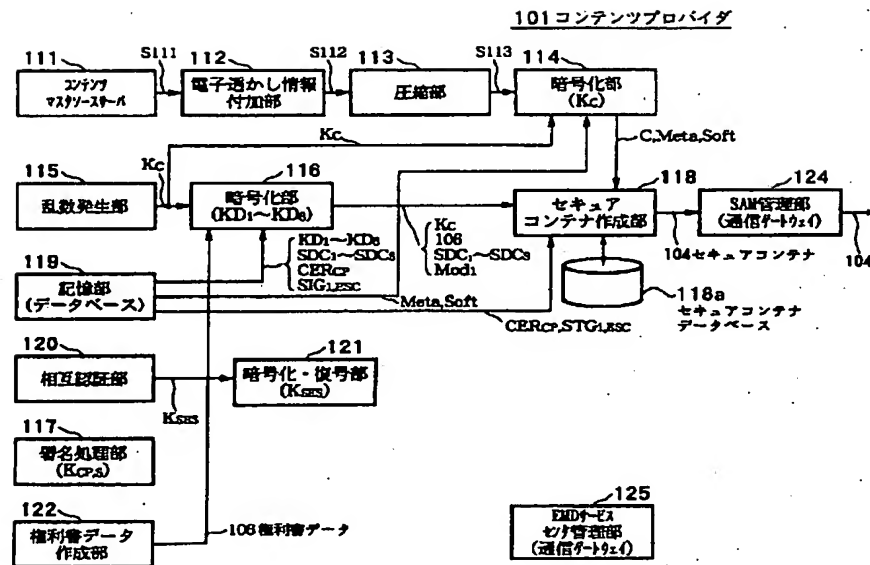 101コンテンツプロバイダ
111
S111
112
S112
113
S113
114
コンテンツ
マスタソースサーバ
電子透かし情報
付加部
圧縮部
暗号化部
(Kc)
Kc
C,Meta,Soft
115
Kc
116
118
124
乱数発生部
暗号化部
(KD1~KD6)
セキュア
コンテナ作成部
SAM管理部
(通信ゲートウェイ)
KD1~KD6
SDC1~SDC3
CERCP
SIG1,ESC
Kc
106
SDC1~SDC3
Mod1
104セキュアコンテナ
104
119
記憶部
(データベース)
Meta,Soft
CERCP,STG1,ESC
118a
セキュアコンテナ
データベース
120
相互認証部
KSES
121
暗号化・復号部
(KSES)
117
署名処理部
(KCP,S)
122
権利書データ
作成部
106権利書データ
125
EMDサービス
センタ管理部
(通信ゲートウェイ)